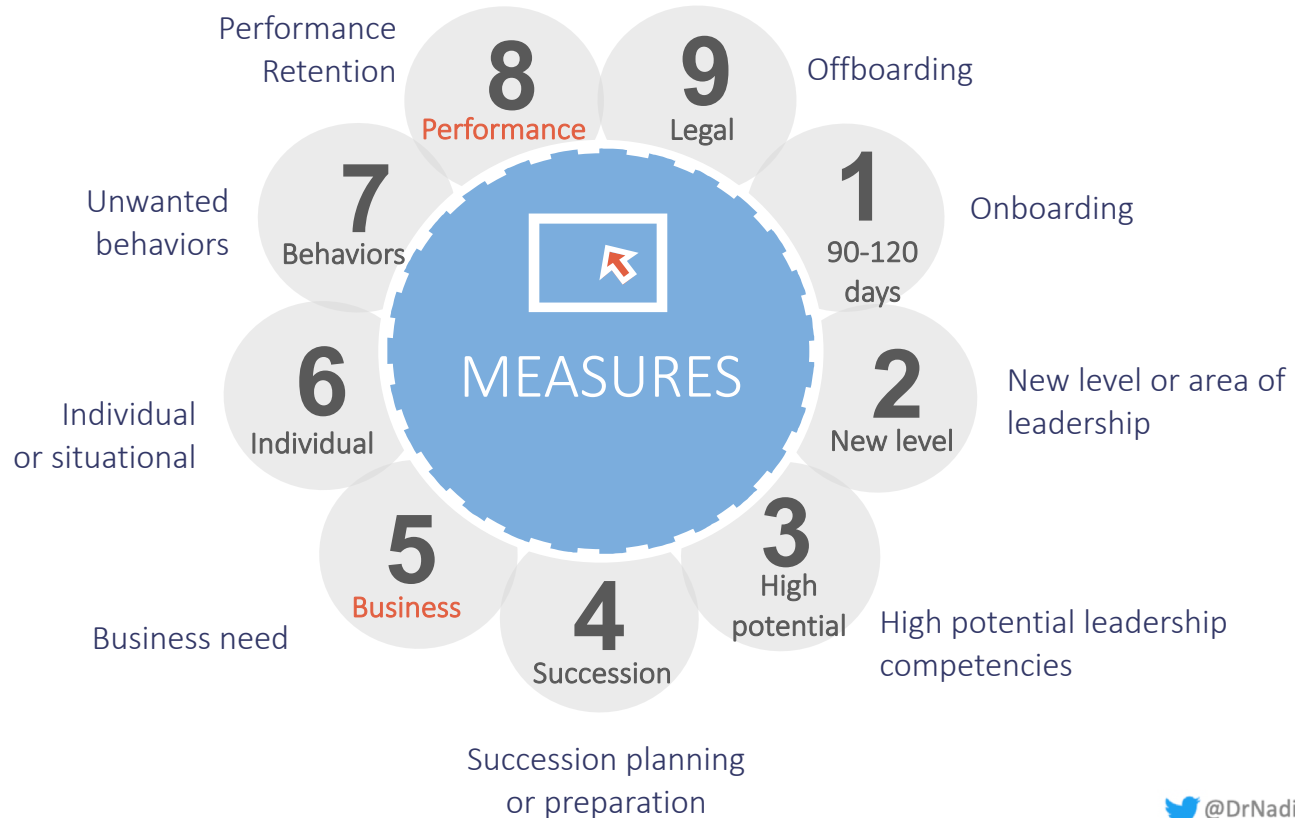 MEASURES
1
90-120
days
Onboarding
2
New level
New level or area of
leadership
3
High
potential
High potential leadership
competencies
4
Succession
Succession planning
or preparation
5
Business
Business need
6
Individual
Individual
or situational
7
Behaviors
Unwanted
behaviors
8
Performance
Performance
Retention
9
Legal
Offboarding
@DrNadi